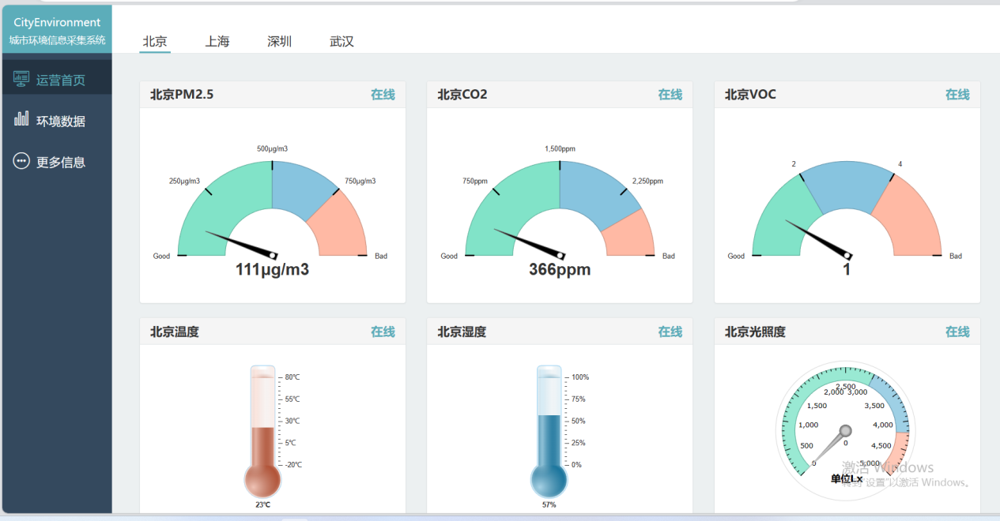 CityEnvironment
城市环境信息采集系统
运营首页
环境数据
更多信息
北京 上海 深圳 武汉
北京PM2.5 在线
500μg/m3
250μg/m3 750μg/m3
Good Bad
111μg/m3
北京CO2 在线
1,500ppm
750ppm 2,250ppm
Good Bad
366ppm
北京VOC 在线
2 4
Good Bad
1
北京温度 在线
80℃
55℃
30℃
5℃
-20℃
23℃
北京湿度 在线
100%
75%
50%
25%
0%
57%
北京光照度 在线
2,500
2,000 3,000
1,500 3,500
1,000 4,000
500 0 4,500
0 5,000
单位Lx
激活 Windows
转到"设置"以激活 Windows。